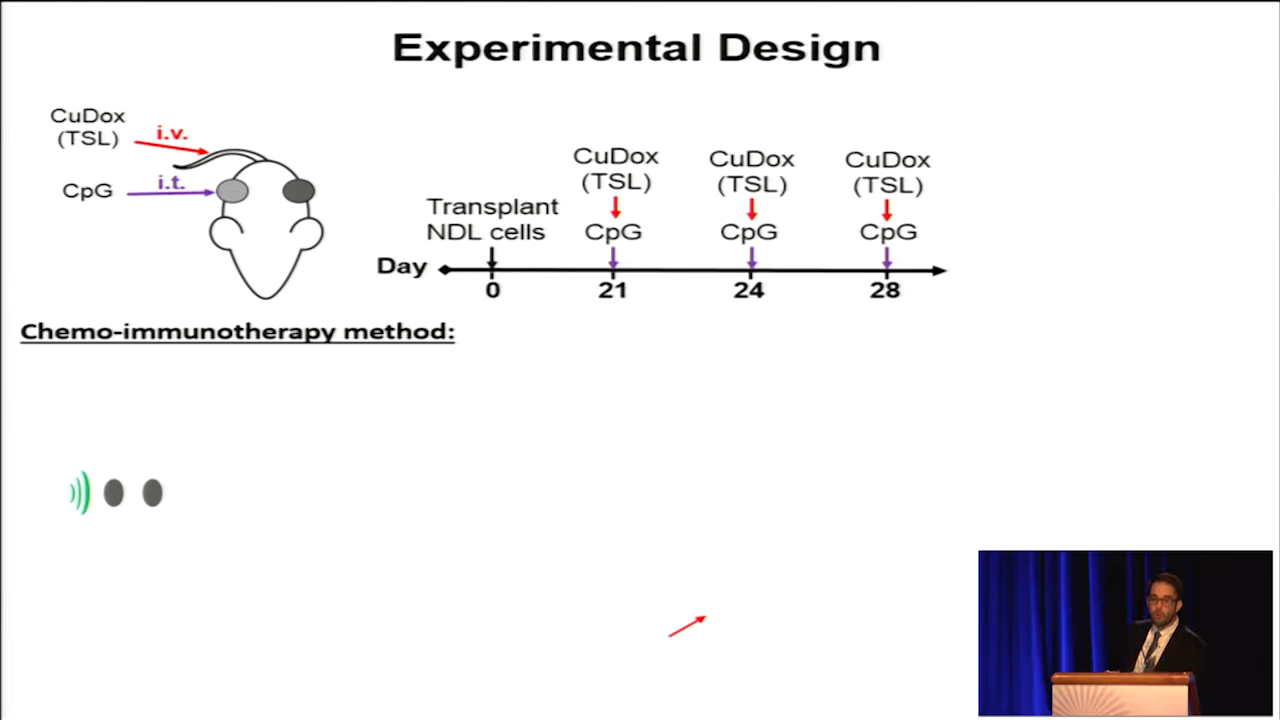 Experimental Design
CuDox
(TSL)
i.v.
CpG
i.t.
Transplant
NDL cells
CuDox
(TSL)
CpG
CuDox
(TSL)
CpG
CuDox
(TSL)
CpG
Day
0
21
24
28
Chemo-immunotherapy method: